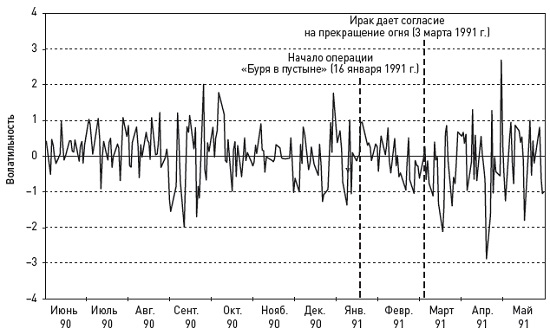 Ирак дает согласие
на прекращение огня (3 марта 1991 г.)
Начало операции
«Буря в пустыне» (16 января 1991 г.)
Волатильность
4
3
2
1
0
–1
–2
–3
–4
Июнь Июль Авг. Сент. Окт. Нояб. Дек. Янв. Февр. Март Апр. Май
90 90 90 90 90 90 90 91 91 91 91 91